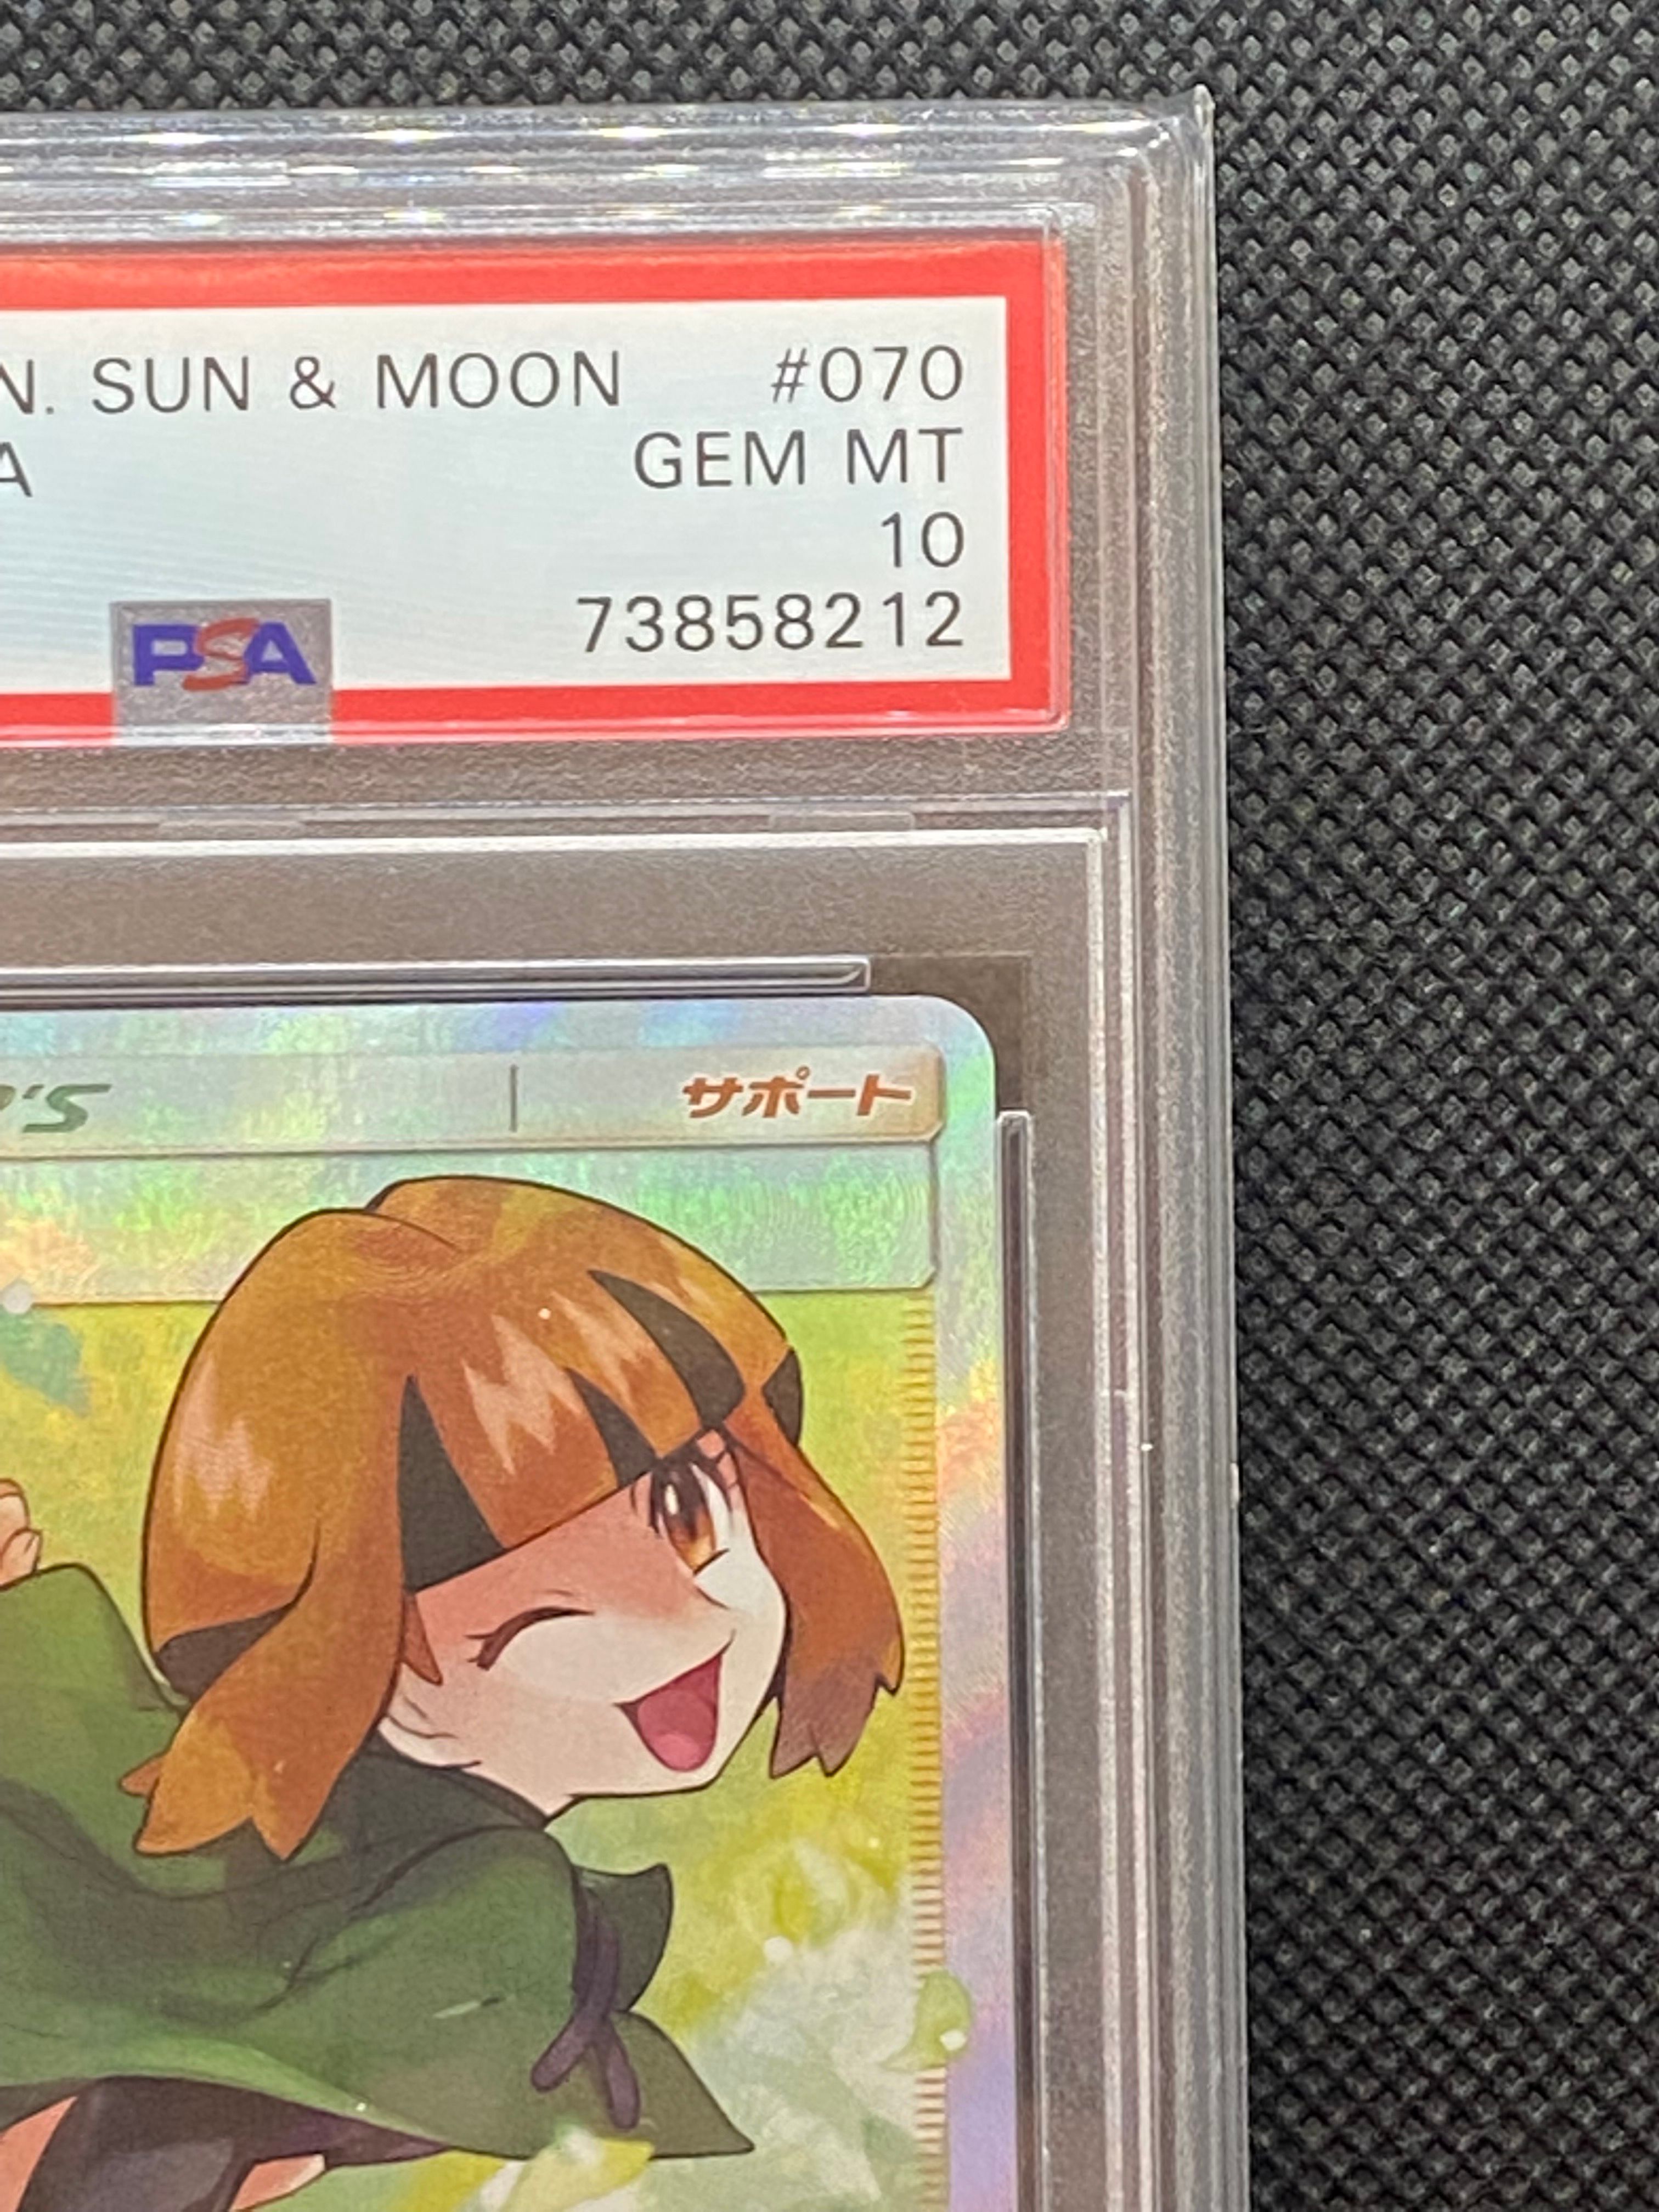 N. SUN & MOON #070
A GEM MT
10
PSA 73858212
R'S サポート